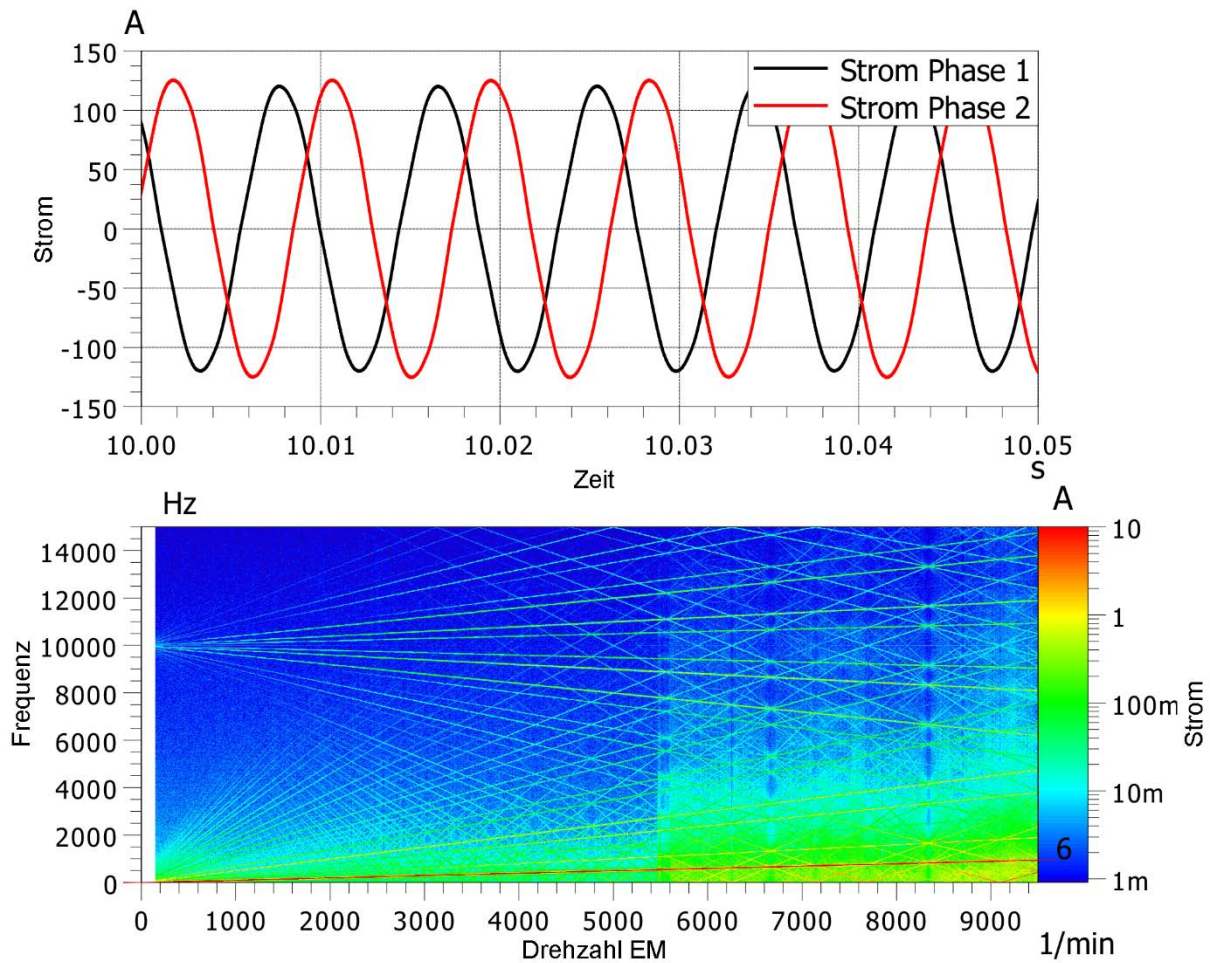 A
150
100
50
0
-50
-100
-150
Strom
Strom Phase 1
Strom Phase 2
10.00 10.01 10.02 10.03 10.04 10.05
Zeit
s
Hz
A
14000
12000
10000
8000
6000
4000
2000
0
Frequenz
10
1
100m
10m
1m
Strom
6
0 1000 2000 3000 4000 5000 6000 7000 8000 9000
Drehzahl EM
1/min